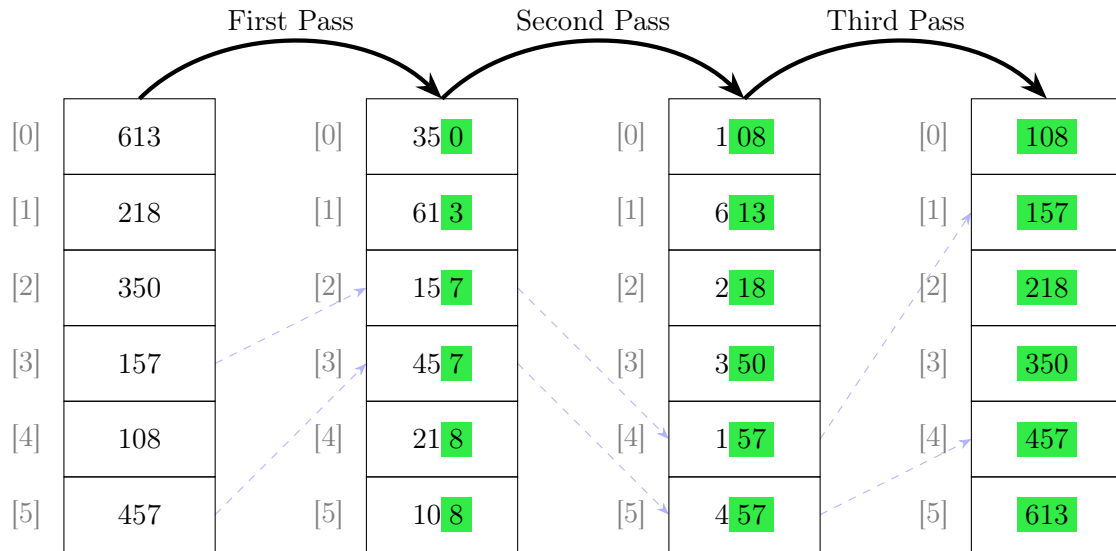 First Pass Second Pass Third Pass
[0] 613 [0] 350 [0] 108 [0] 108
[1] 218 [1] 613 [1] 613 [1] 157
[2] 350 [2] 157 [2] 218 [2] 218
[3] 157 [3] 457 [3] 350 [3] 350
[4] 108 [4] 218 [4] 157 [4] 457
[5] 457 [5] 108 [5] 457 [5] 613